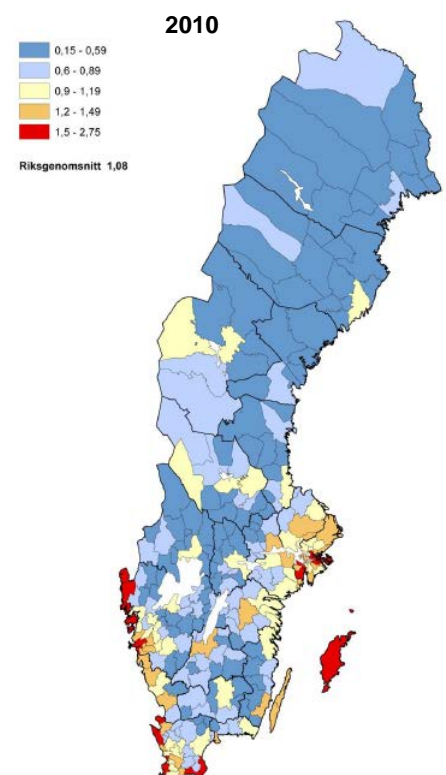 2010
0,15 - 0,59
0,6 - 0,89
0,9 - 1,19
1,2 - 1,49
1,5 - 2,75
Riksgenomsnitt 1,08